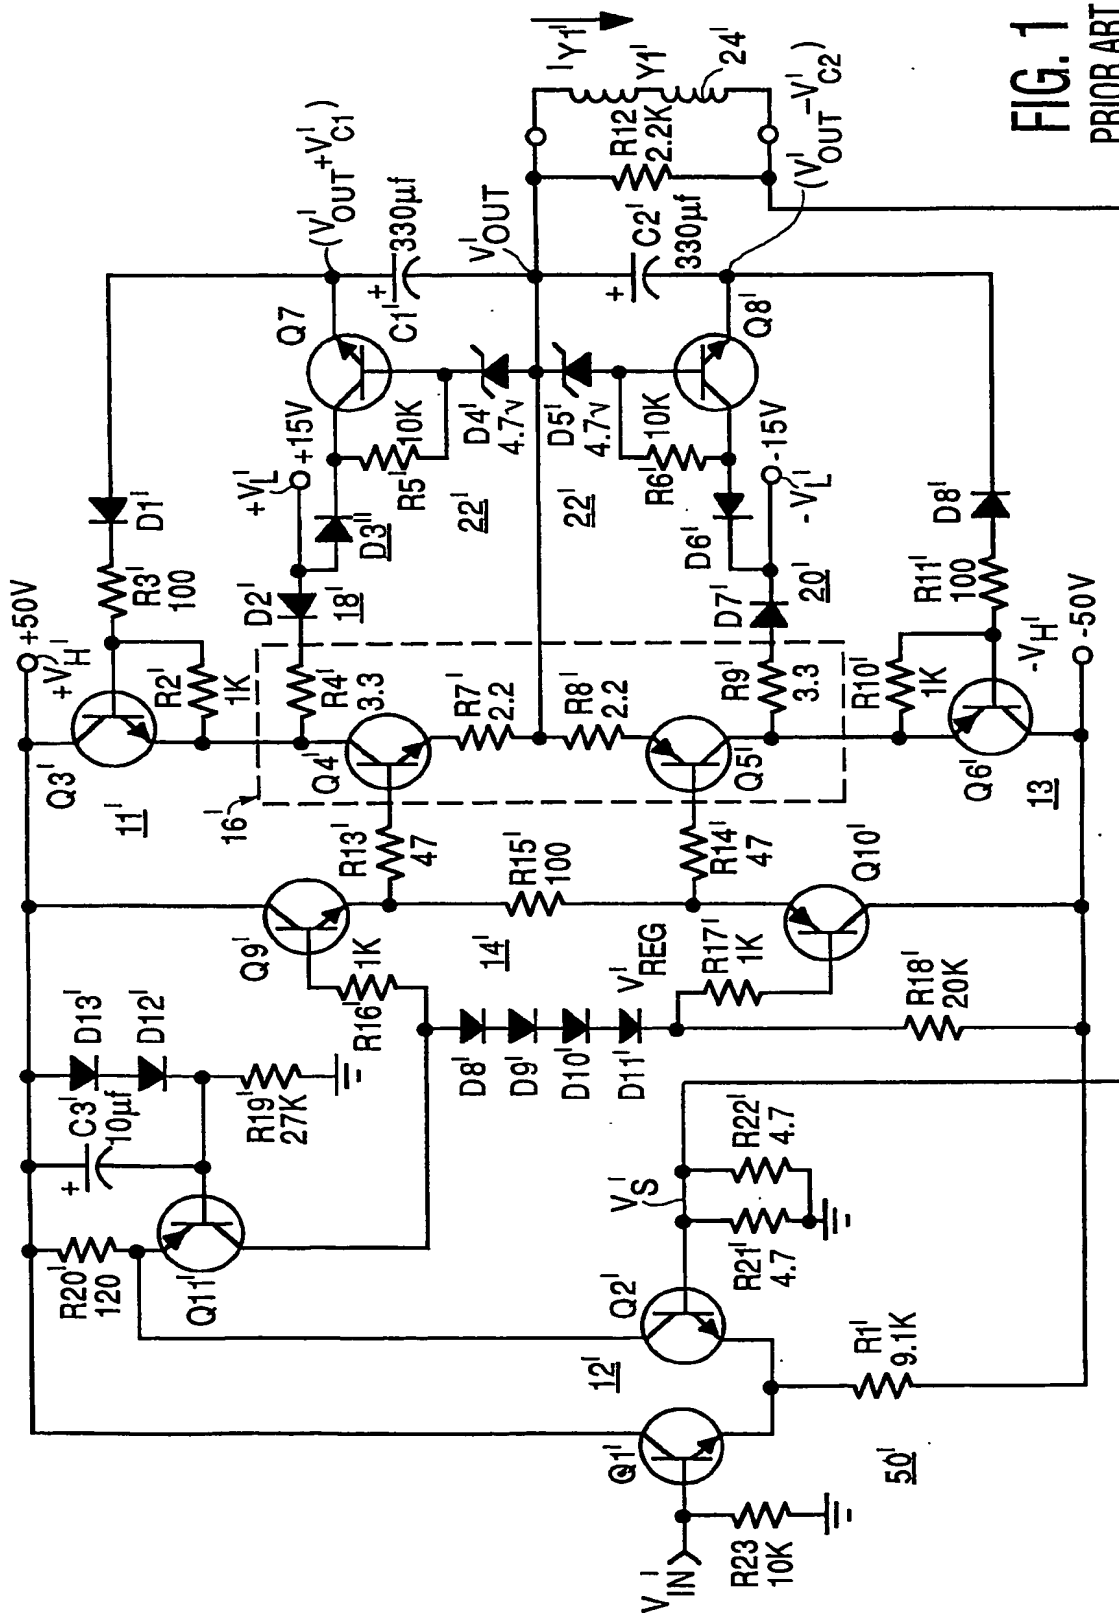 +50V
+V'H
Q3'
11'
R2'
1K
R3'
100
D1'
(V'OUT +V'C1)
Q7
C1'
330µf
+
+15V
+V'L
D2'
18'
D3"
R5'
10K
22'
D4'
4.7v
V'OUT
16'
R4'
3.3
Q4'
R7'
2.2
R8'
2.2
Q5'
R9'
3.3
D5'
4.7v
22'
R6'
10K
C2'
330µf
+
Q8'
(V'OUT -V'C2)
D6'
D7'
20'
-15V
-V'L
R12'
2.2K
I'Y1
Y1'
24'
R10'
1K
R11'
100
D8'
Q6'
13
-V'H
-50V
Q9'
R13'
47
R15'
100
14'
R14'
47
Q10'
R16'
1K
V'REG
R17'
1K
R18'
20K
D13'
D12'
C3'
10µf
+
R19'
27K
D8'
D9'
D10'
D11'
R20'
120
Q11'
12'
Q2'
V'S
R21'
4.7
R22'
4.7
Q1'
R1'
9.1K
50'
V'IN
R23
10K
FIG. 1
PRIOR ART